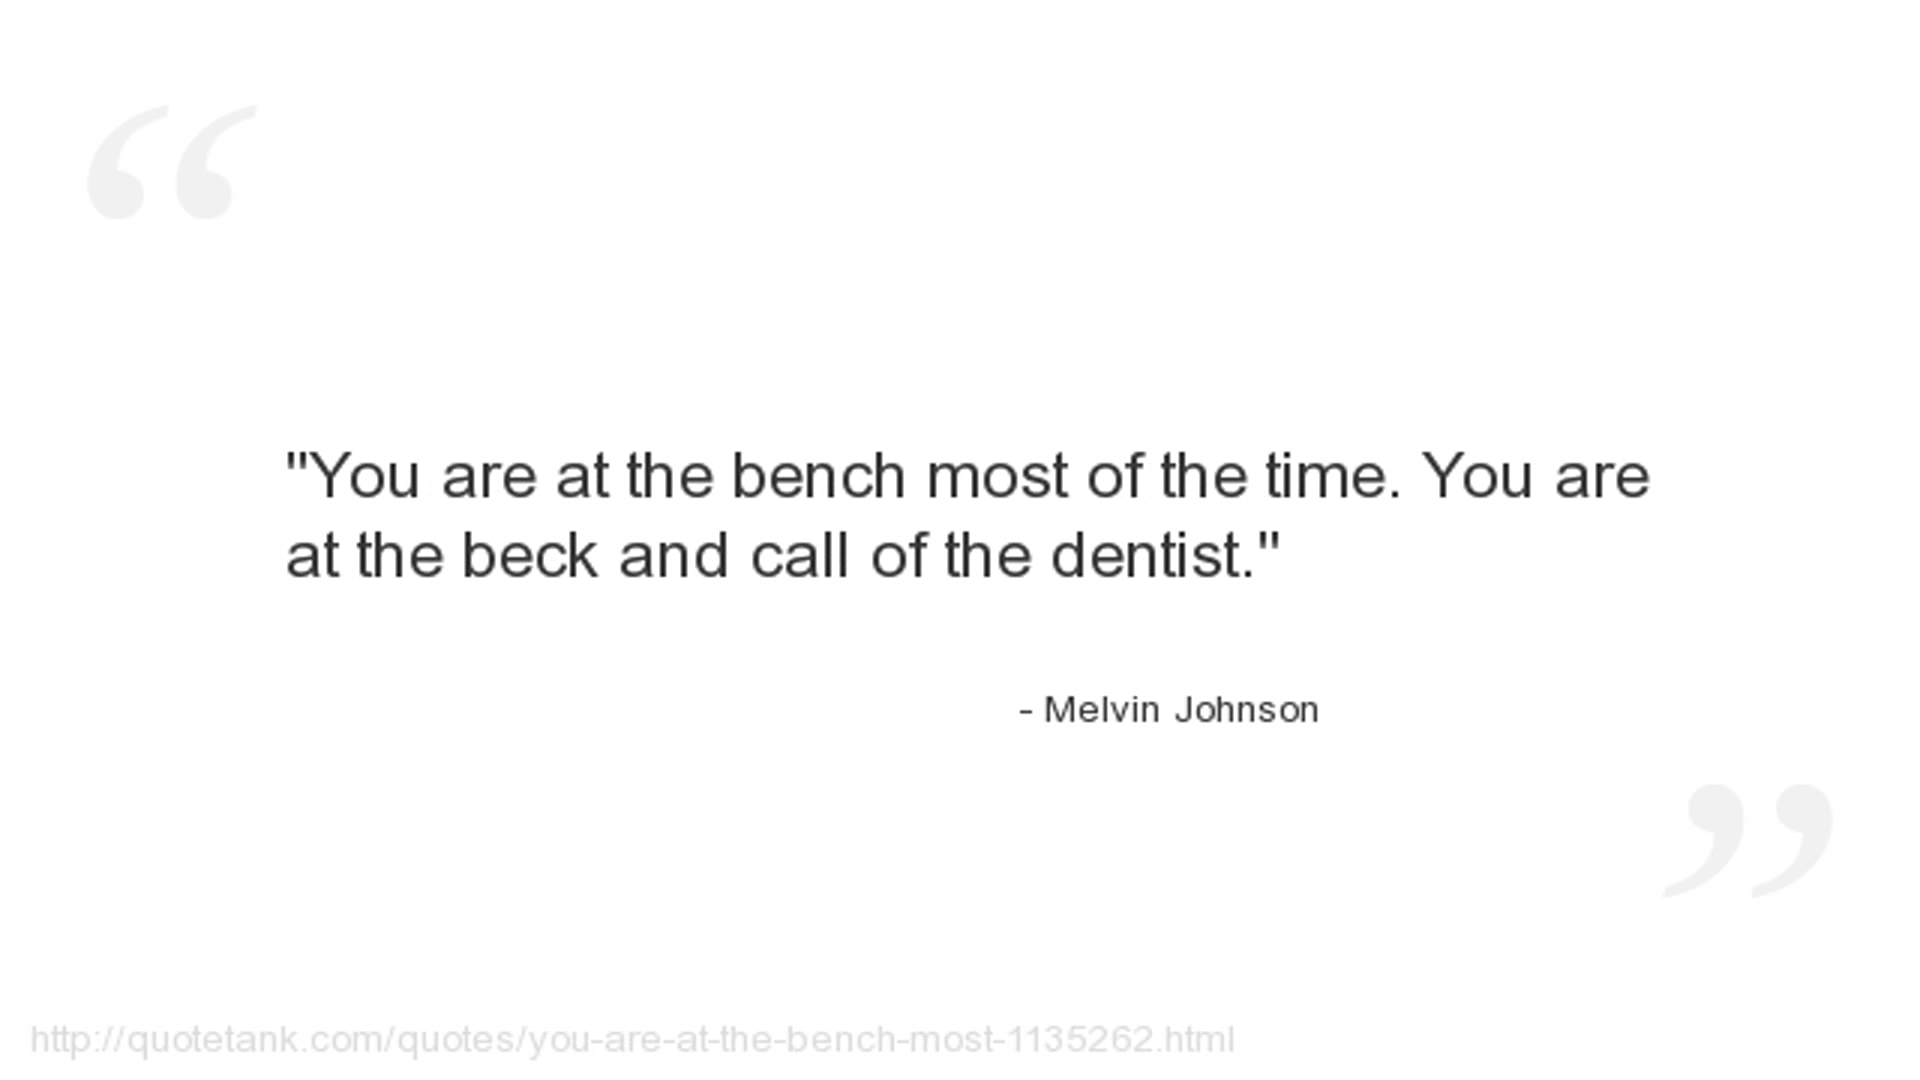 "You are at the bench most of the time. You are
at the beck and call of the dentist."
- Melvin Johnson
http://quotetank.com/quotes/you-are-at-the-bench-most-1135262.html